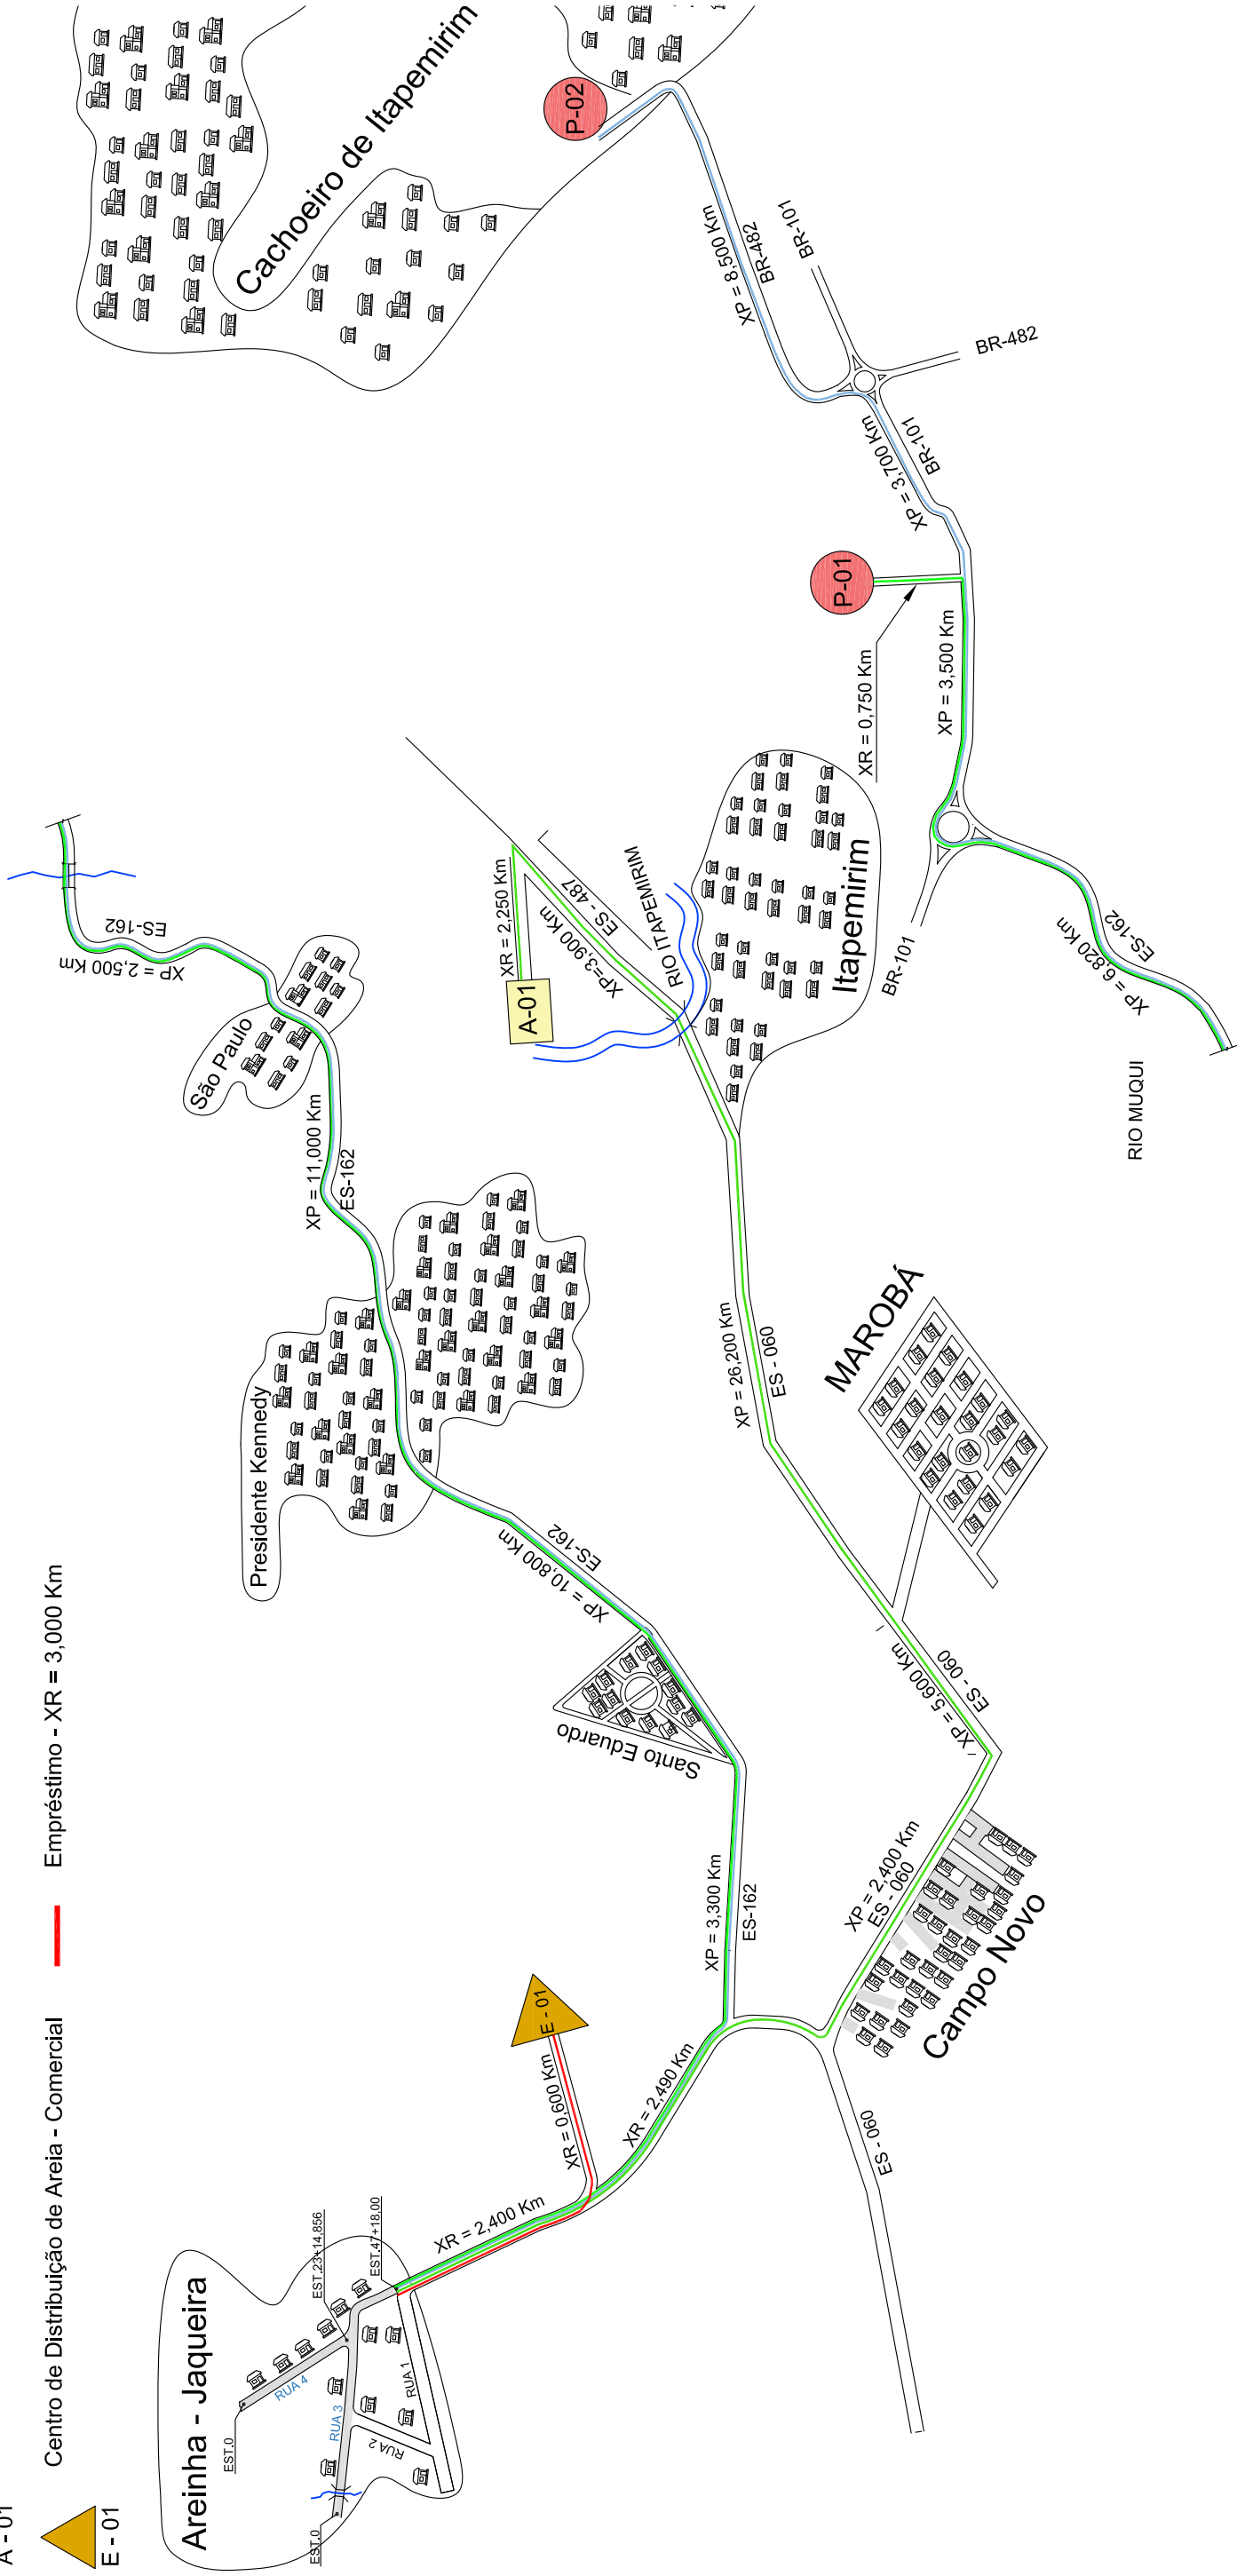 A - 01
E - 01
Centro de Distribuição de Areia - Comercial
Empréstimo - XR = 3,000 Km
Areinha - Jaqueira
EST.0
EST.0
RUA 4
RUA 3
RUA 2
RUA 1
EST.23+14,856
EST.47+18,00
XR = 2,400 Km
XR = 0,600 Km
E - 01
XR = 2,490 Km
XP = 3,300 Km
ES-162
Santo Eduardo
XP = 10,800 Km
ES-162
Presidente Kennedy
XP = 11,000 Km
ES-162
São Paulo
XP = 2,500 Km
ES-162
ES - 060
Campo Novo
XP = 2,400 Km
ES - 060
XP = 5,600 Km
ES - 060
MAROBÁ
XP = 26,200 Km
ES - 060
Itapemirim
RIO ITAPEMIRIM
XP=3,900 Km
ES - 487
XR = 2,250 Km
A-01
RIO MUQUI
XP = 6,820 Km
ES-162
BR-101
XP = 3,500 Km
XR = 0,750 Km
P-01
XP = 3,700 Km
BR-101
BR-482
BR-101
XP = 8,500 Km
BR-482
P-02
Cachoeiro de Itapemirim